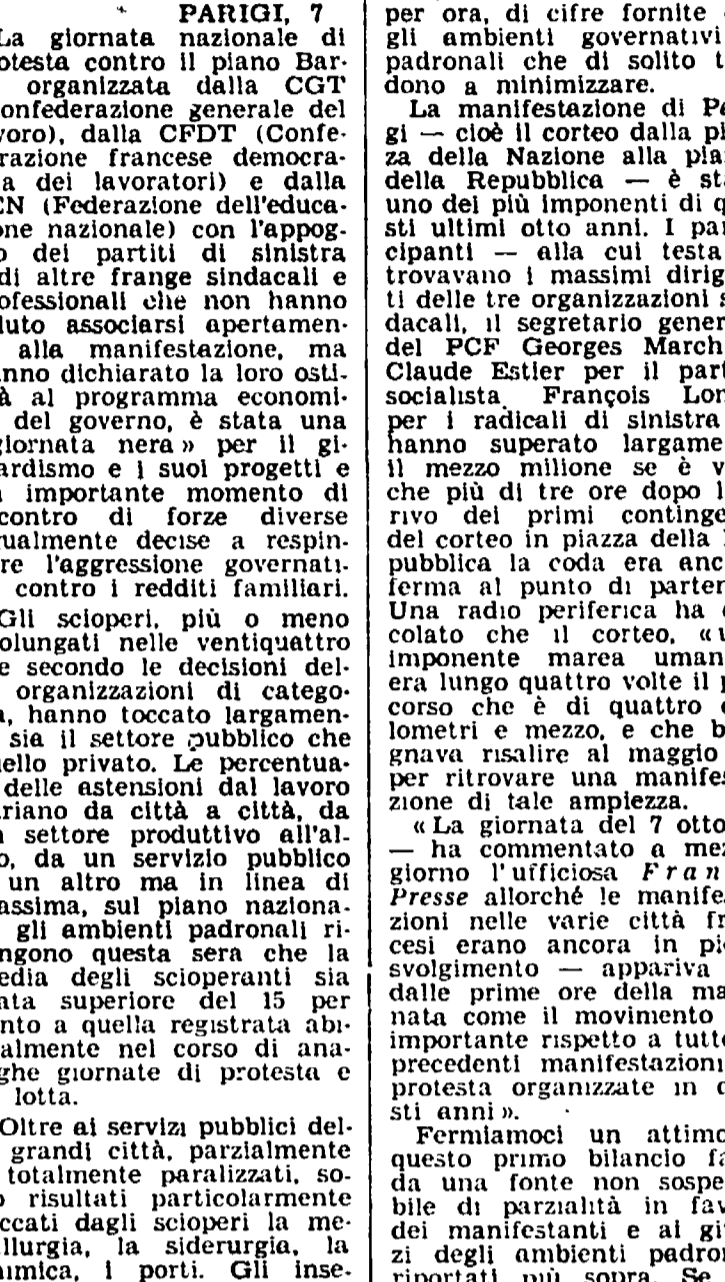 PARIGI, 7
La giornata nazionale di
otesta contro il piano Bar-
organizzata dalla CGT
onfederazione generale del
voro), dalla CFDT (Confe-
razione francese democra-
a dei lavoratori) e dalla
EN (Federazione dell'educa-
one nazionale) con l'appog-
o dei partiti di sinistra
di altre frange sindacali e
ofessionali che non hanno
luto associarsi apertamen-
alla manifestazione, ma
nno dichiarato la loro osti-
à al programma economi-
del governo, è stata una
giornata nera» per il gi-
ardismo e i suoi progetti e
importante momento di
contro di forze diverse
ualmente decise a respin-
re l'aggressione governati-
contro i redditi familiari.
Gli scioperi, più o meno
olungati nelle ventiquattro
e secondo le decisioni del-
organizzazioni di catego-
a, hanno toccato largamen-
sia il settore pubblico che
ello privato. Le percentua-
delle astensioni dal lavoro
riano da città a città, da
settore produttivo all'al-
o, da un servizio pubblico
un altro ma in linea di
assima, sul piano naziona-
gli ambienti padronali ri-
ngono questa sera che la
edia degli scioperanti sia
ata superiore del 15 per
nto a quella registrata abi-
almente nel corso di ana-
ghe giornate di protesta e
lotta.
Oltre ai servizi pubblici del-
grandi città, parzialmente
totalmente paralizzati, so-
o risultati particolarmente
ccati dagli scioperi la me-
llurgia, la siderurgia, la
imica, i porti. Gli inse-
per ora, di cifre fornite
gli ambienti governativi
padronali che di solito t
dono a minimizzare.
La manifestazione di Pa
gi — cioè il corteo dalla pi
za della Nazione alla pia
della Repubblica — è sta
uno dei più imponenti di q
sti ultimi otto anni. I par
cipanti — alla cui testa
trovavano i massimi dirig
ti delle tre organizzazioni s
dacali, il segretario gener
del PCF Georges March
Claude Estier per il part
socialista François Lon
per i radicali di sinistra
hanno superato largame
il mezzo milione se è v
che più di tre ore dopo l
rivo dei primi continge
del corteo in piazza della
pubblica la coda era anc
ferma al punto di parten
Una radio periferica ha c
colato che il corteo, «u
imponente marea uman
era lungo quattro volte il p
corso che è di quattro c
lometri e mezzo, e che b
gnava risalire al maggio
per ritrovare una manifes
zione di tale ampiezza.
«La giornata del 7 otto
— ha commentato a mez
giorno l'ufficiosa Fran
Presse allorché le manifes
zioni nelle varie città fr
cesi erano ancora in pie
svolgimento — appariva
dalle prime ore della ma
nata come il movimento
importante rispetto a tutte
precedenti manifestazioni
protesta organizzate in q
sti anni».
Fermiamoci un attimo
questo primo bilancio fa
da una fonte non sospe
bile di parzialità in fav
dei manifestanti e ai gi
zi degli ambienti padron
riportati più sopra. Se